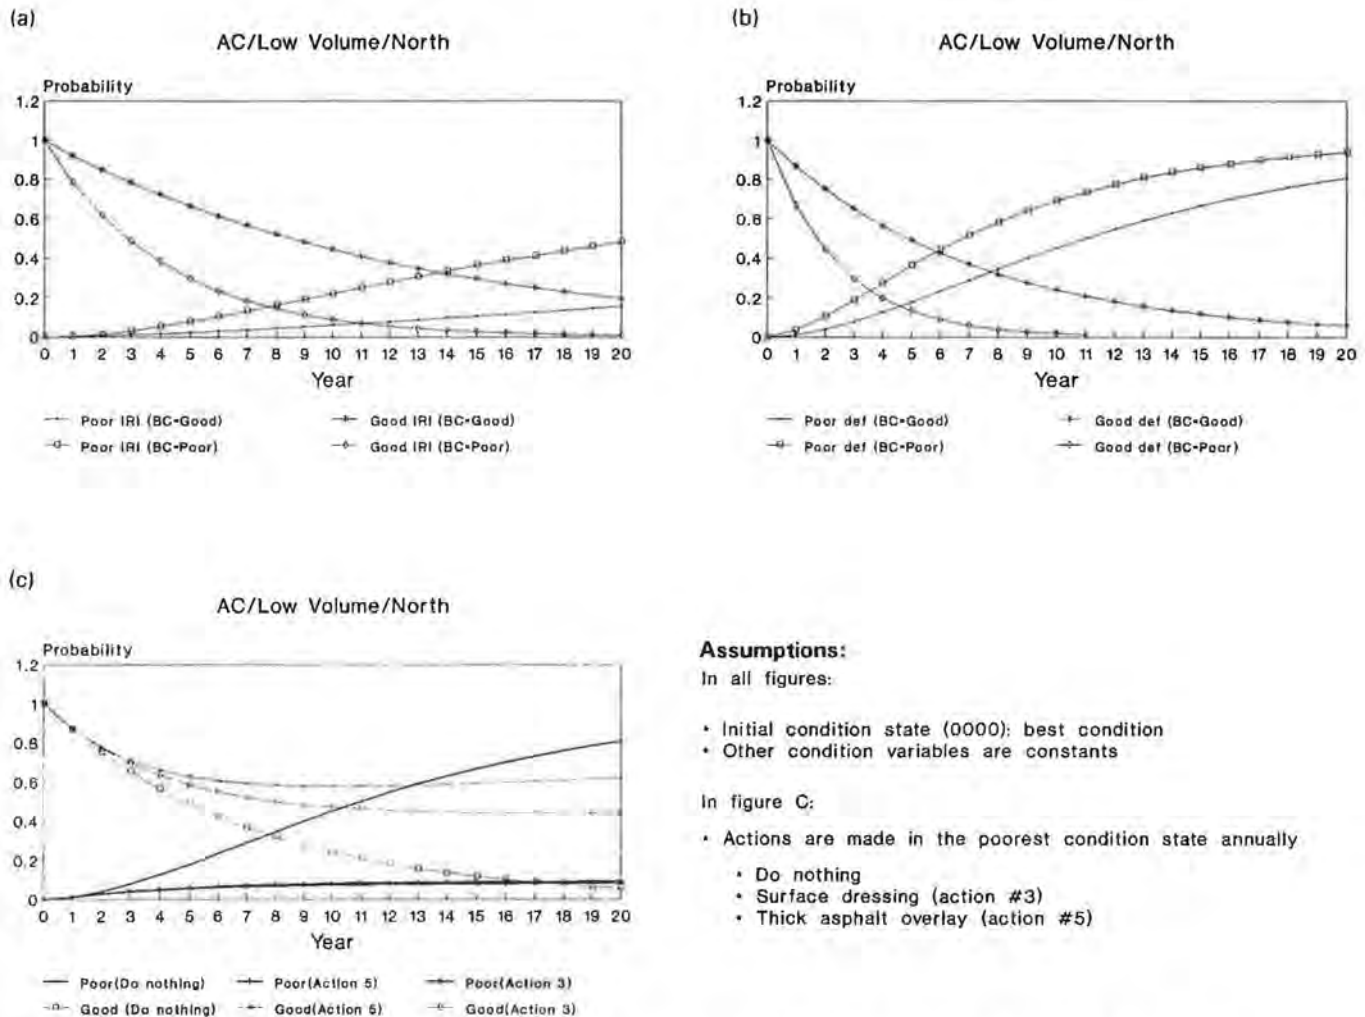 (a)
AC/Low Volume/North
Probability
1.2
1
0.8
0.6
0.4
0.2
0
0 1 2 3 4 5 6 7 8 9 10 11 12 13 14 15 16 17 18 19 20
Year
Poor IRI (BC-Good) Good IRI (BC-Good)
Poor IRI (BC-Poor) Good IRI (BC-Poor)
(b)
AC/Low Volume/North
Probability
1.2
1
0.8
0.6
0.4
0.2
0
0 1 2 3 4 5 6 7 8 9 10 11 12 13 14 15 16 17 18 19 20
Year
Poor def (BC-Good) Good def (BC-Good)
Poor def (BC-Poor) Good def (BC-Poor)
(c)
AC/Low Volume/North
Probability
1.2
1
0.8
0.6
0.4
0.2
0
0 1 2 3 4 5 6 7 8 9 10 11 12 13 14 15 16 17 18 19 20
Year
Poor(Do nothing) Poor(Action 5) Poor(Action 3)
Good (Do nothing) Good(Action 5) Good(Action 3)
Assumptions:
In all figures:
• Initial condition state (0000): best condition
• Other condition variables are constants
In figure C:
• Actions are made in the poorest condition state annually
• Do nothing
• Surface dressing (action #3)
• Thick asphalt overlay (action #5)